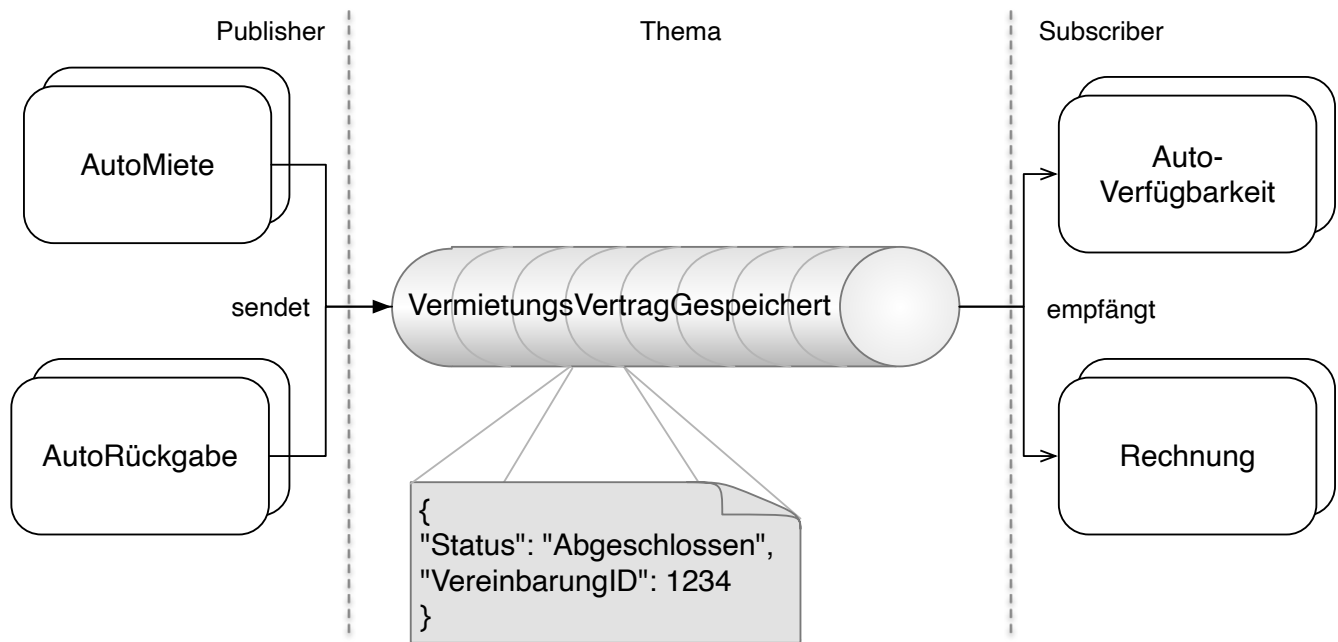 Publisher
Thema
Subscriber
AutoMiete
Auto-
Verfügbarkeit
sendet
VermietungsVertragGespeichert
empfängt
AutoRückgabe
Rechnung
{
"Status": "Abgeschlossen",
"VereinbarungID": 1234
}